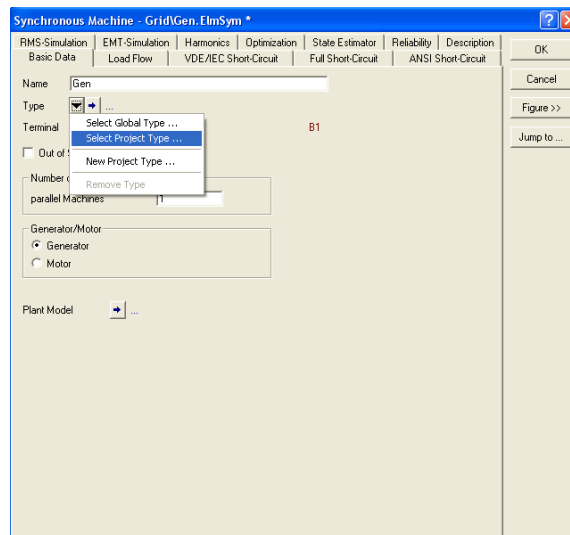 Synchronous Machine - Grid\Gen.ElmSym *
RMS-Simulation EMT-Simulation Harmonics Optimization State Estimator Reliability Description
Basic Data Load Flow VDE/IEC Short-Circuit Full Short-Circuit ANSI Short-Circuit
OK
Name Gen
Cancel
Type ...
Figure >>
Select Global Type ...
Terminal B1
Select Project Type ...
Jump to ...
Out of
New Project Type ...
Number
Remove Type
parallel Machines 1
Generator/Motor
Generator
Motor
Plant Model ...